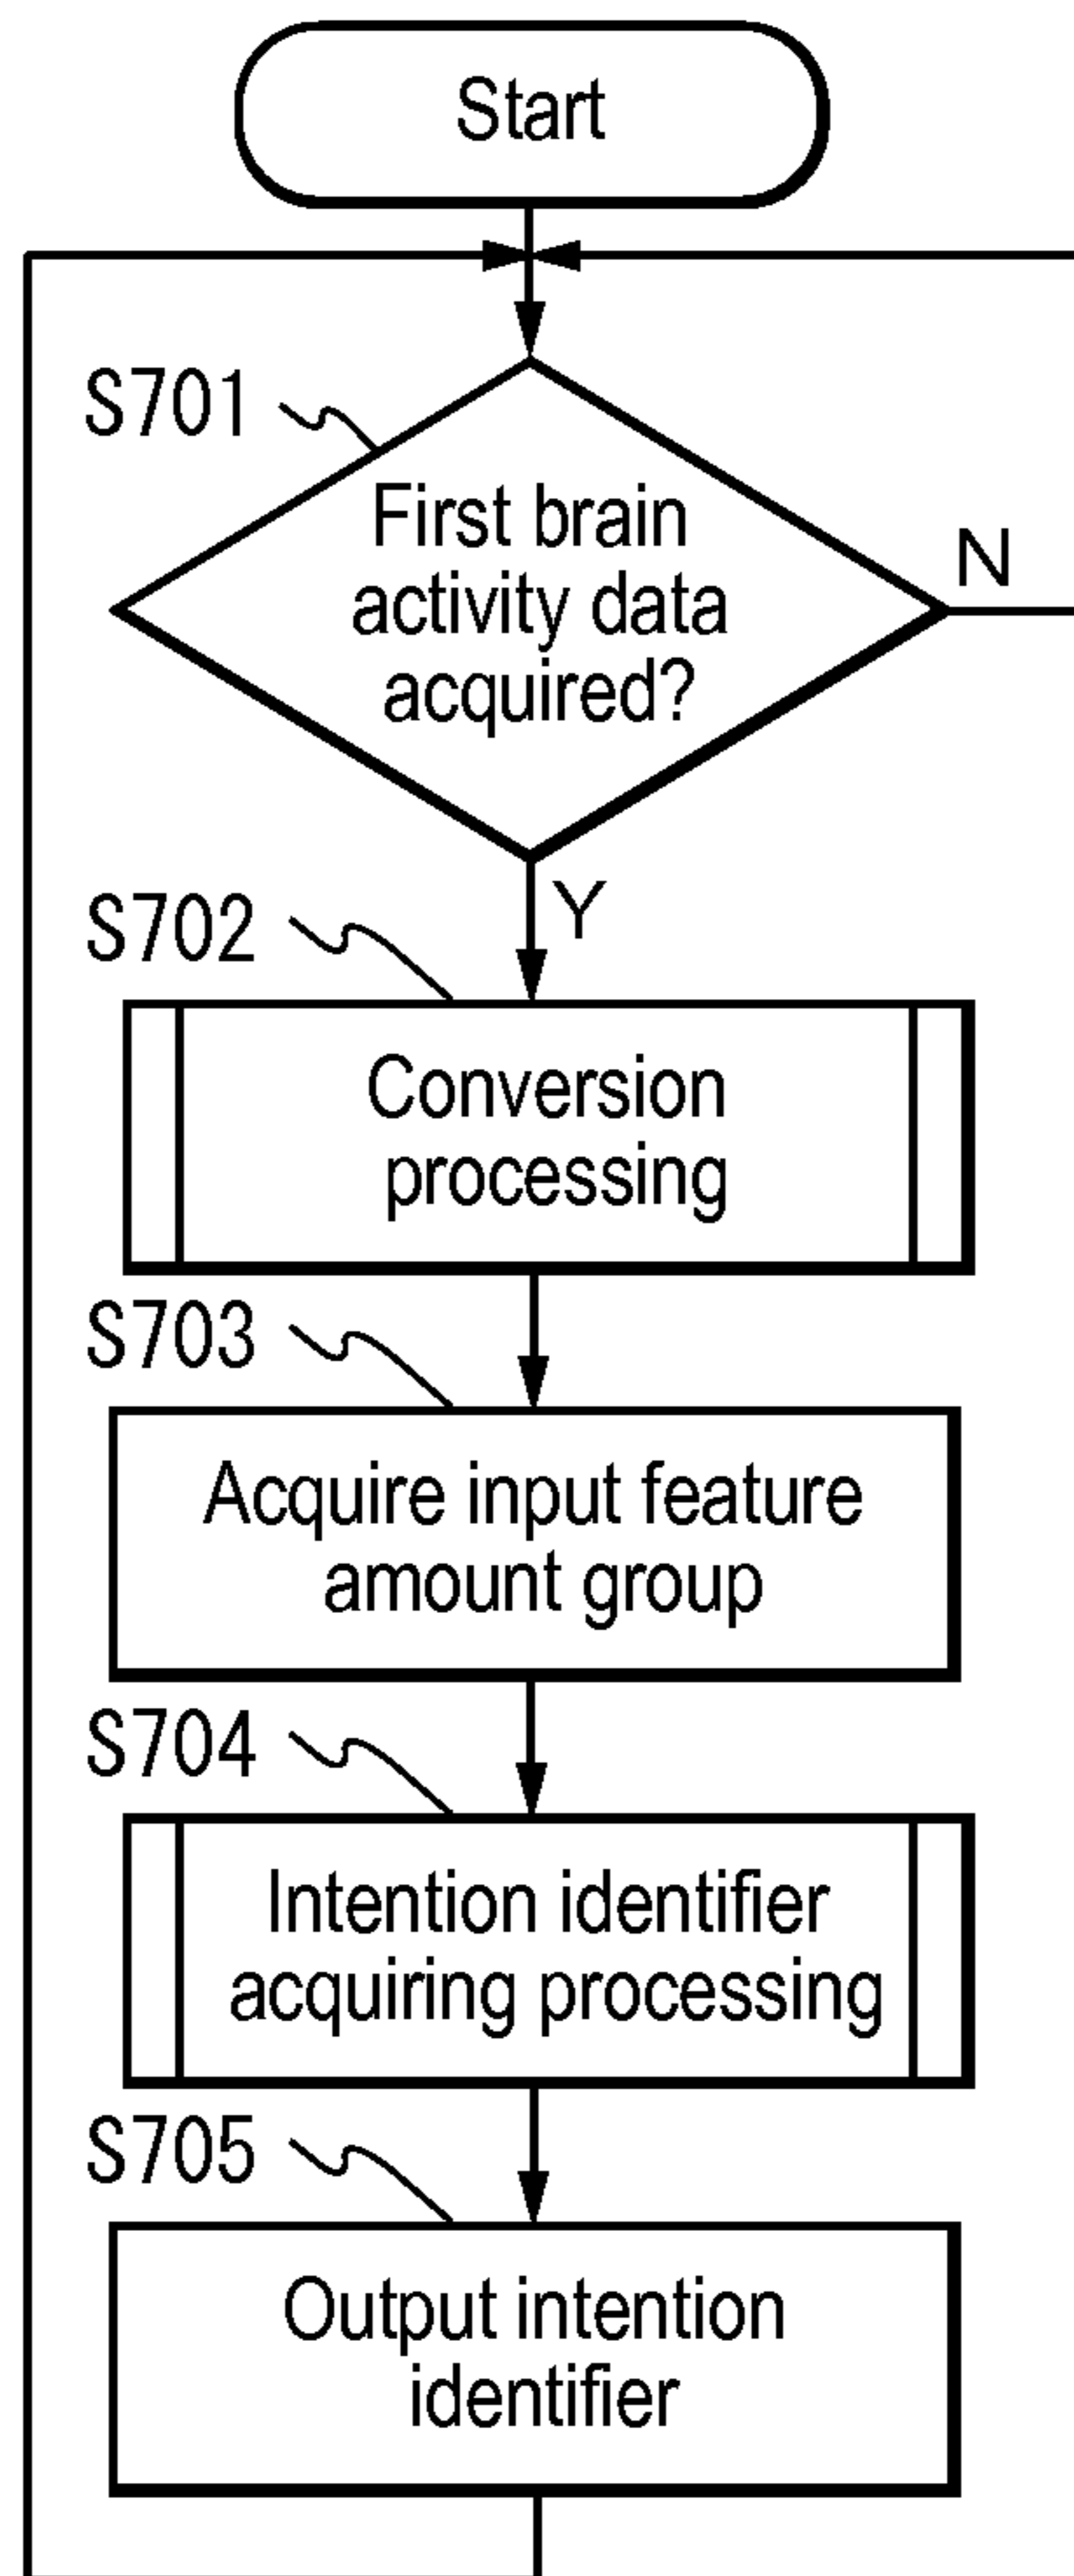 Start
S701
First brain
activity data
acquired?
N
Y
S702
Conversion
processing
S703
Acquire input feature
amount group
S704
Intention identifier
acquiring processing
S705
Output intention
identifier